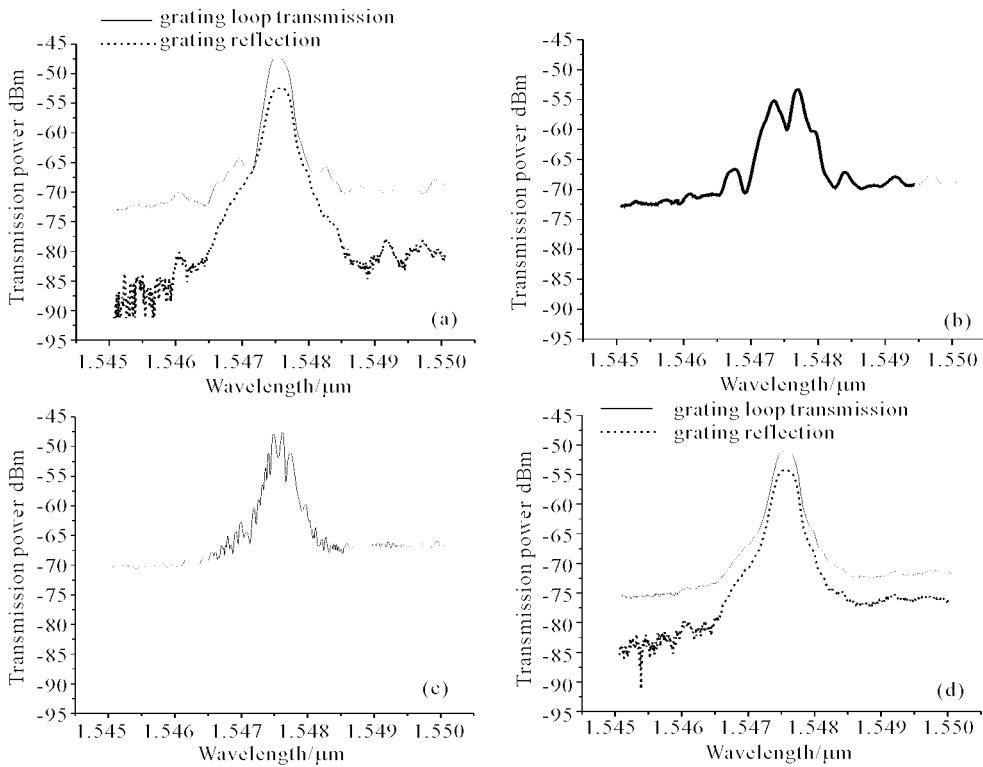 grating loop transmission
grating reflection
Transmission power dBm
-45
-50
-55
-60
-65
-70
-75
-80
-85
-90
-95
(a)
1.545 1.546 1.547 1.548 1.549 1.550
Wavelength/μm
Transmission power dBm
-45
-50
-55
-60
-65
-70
-75
-80
-85
-90
-95
(b)
1.545 1.546 1.547 1.548 1.549 1.550
Wavelength/μm
Transmission power dBm
-45
-50
-55
-60
-65
-70
-75
-80
-85
-90
-95
(c)
1.545 1.546 1.547 1.548 1.549 1.550
Wavelength/μm
grating loop transmission
grating reflection
Transmission power dBm
-45
-50
-55
-60
-65
-70
-75
-80
-85
-90
-95
(d)
1.545 1.546 1.547 1.548 1.549 1.550
Wavelength/μm